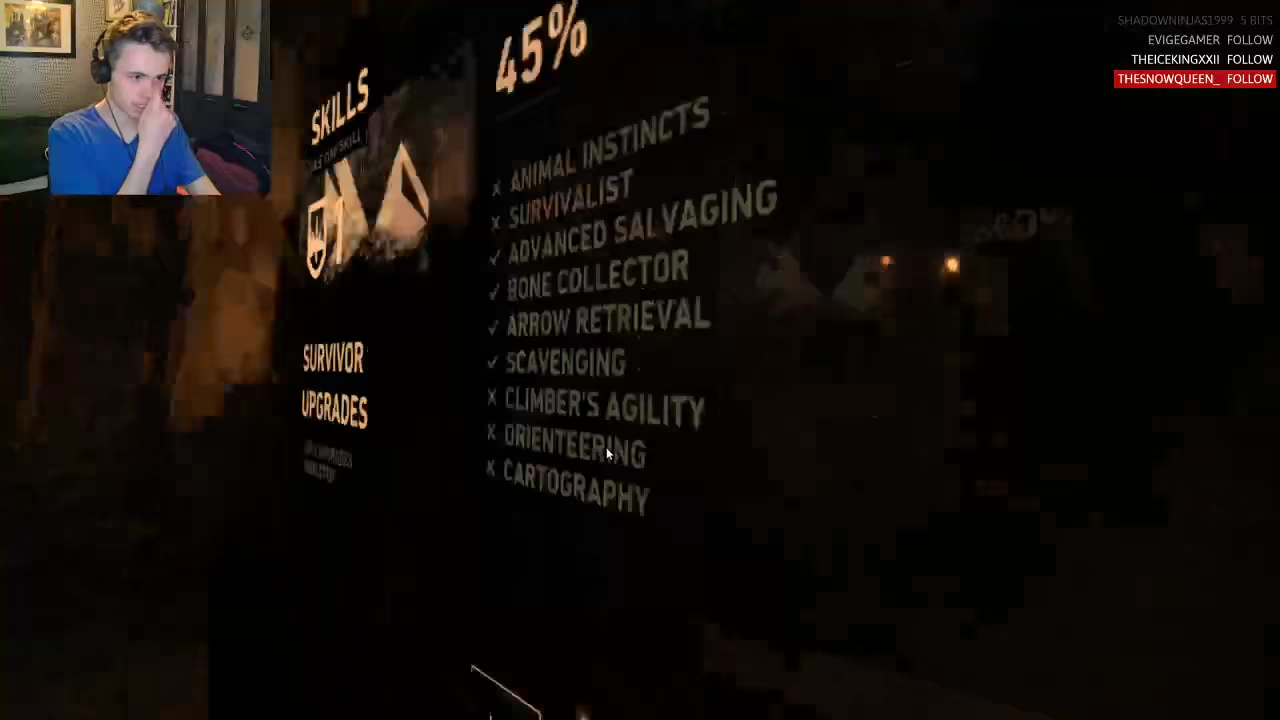 SHADOWNINJAS1999 5 BITS
EVIGEGAMER FOLLOW
THEICEKINGXXII FOLLOW
THESNOWQUEEN_ FOLLOW
SKILLS
45%
ANIMAL INSTINCTS
SURVIVALIST
ADVANCED SALVAGING
BONE COLLECTOR
ARROW RETRIEVAL
SCAVENGING
CLIMBER'S AGILITY
ORIENTEERING
CARTOGRAPHY
SURVIVOR
UPGRADES